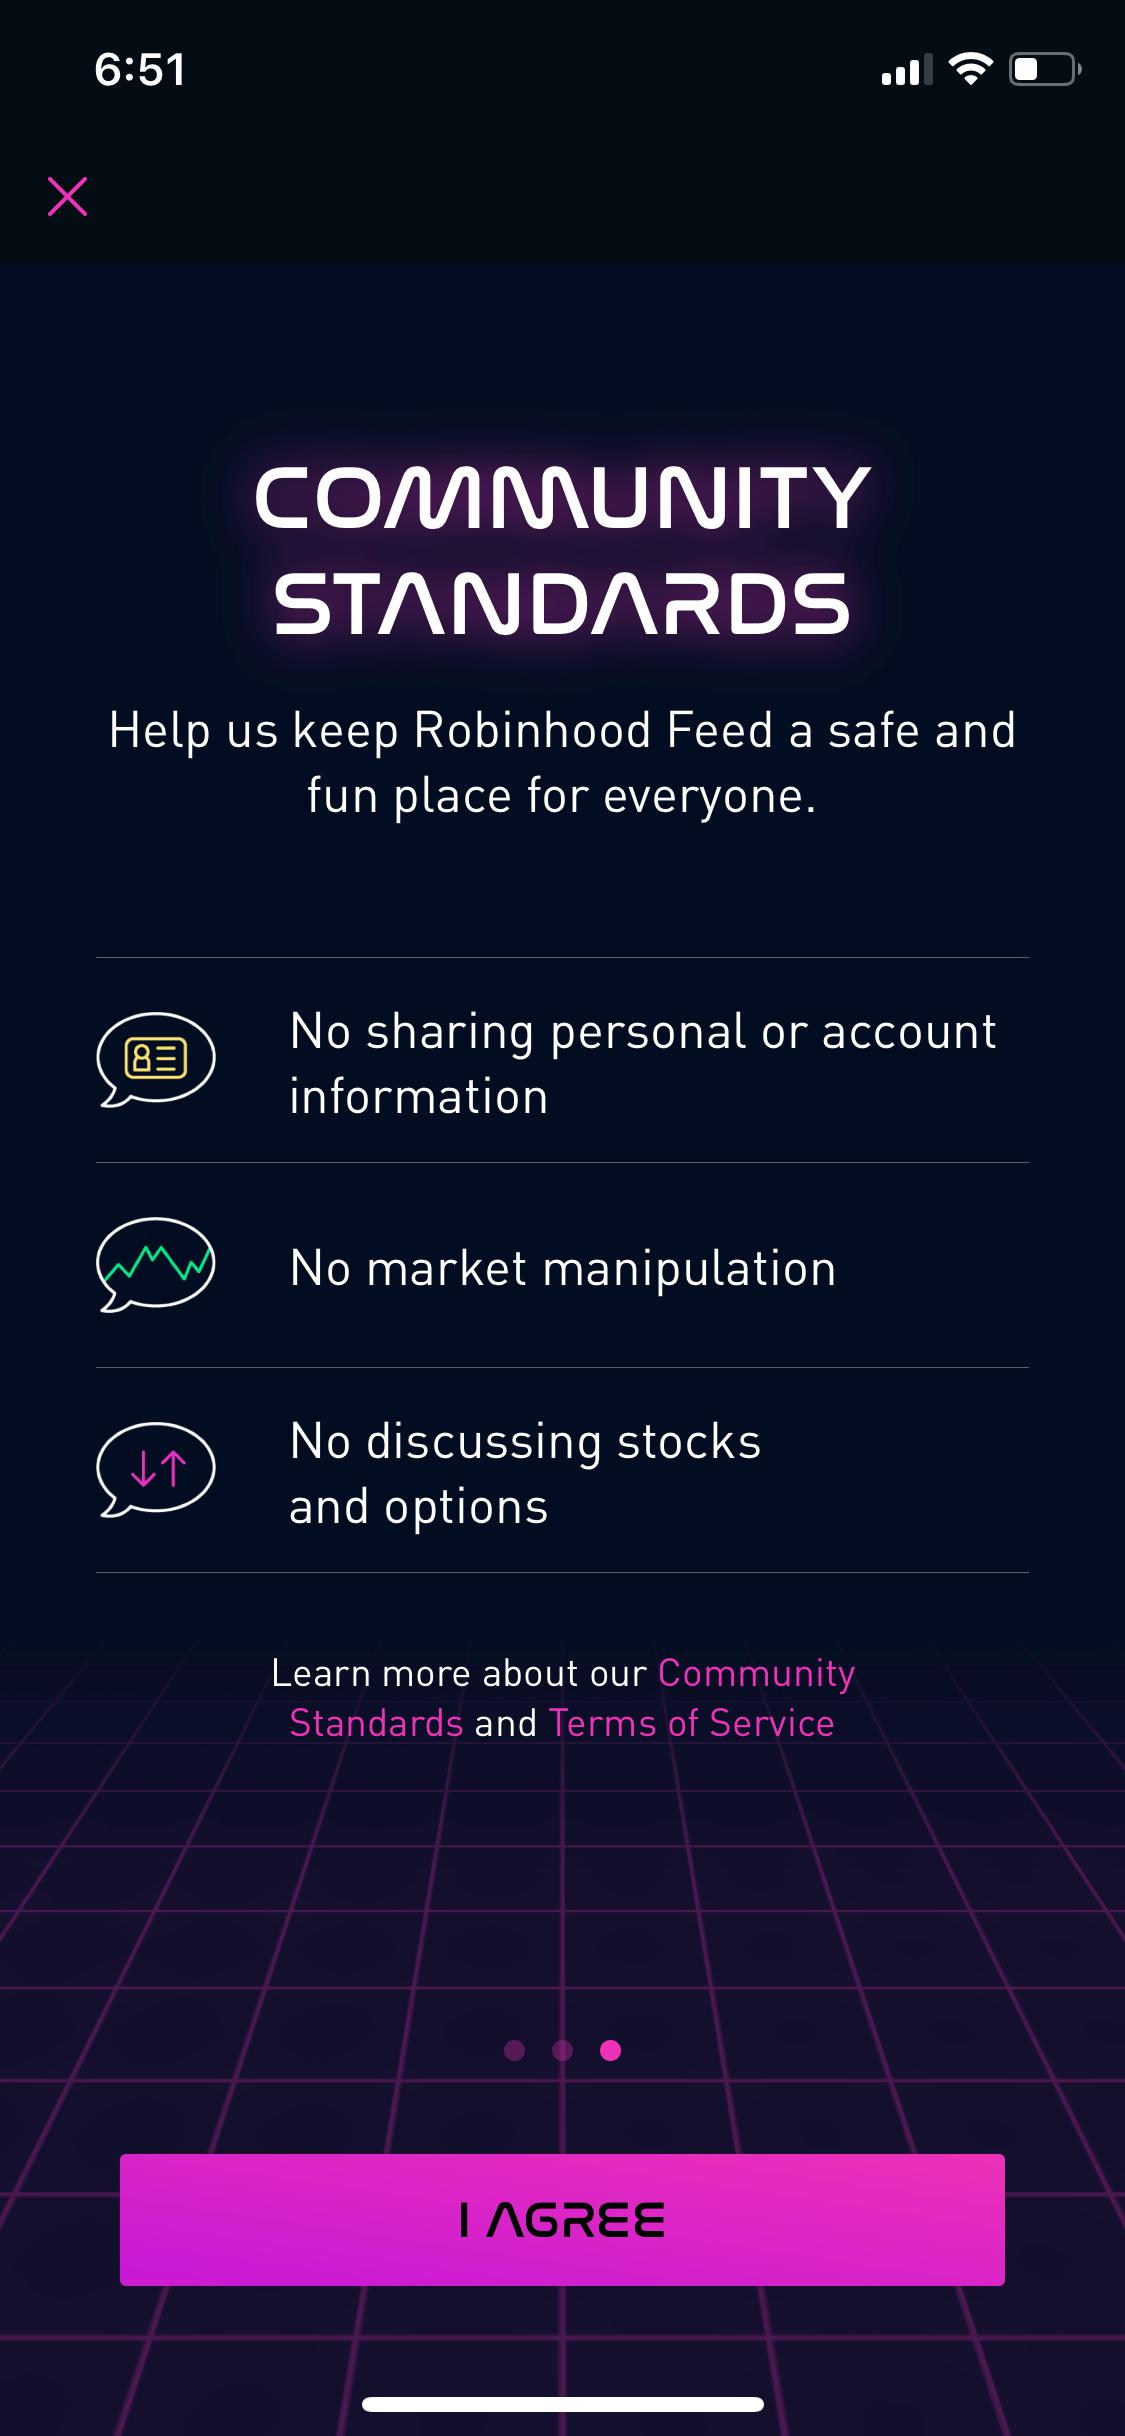 6:51
COMMUNITY
STANDARDS
Help us keep Robinhood Feed a safe and
fun place for everyone.
No sharing personal or account
information
No market manipulation
No discussing stocks
and options
Learn more about our Community
Standards and Terms of Service
I AGREE